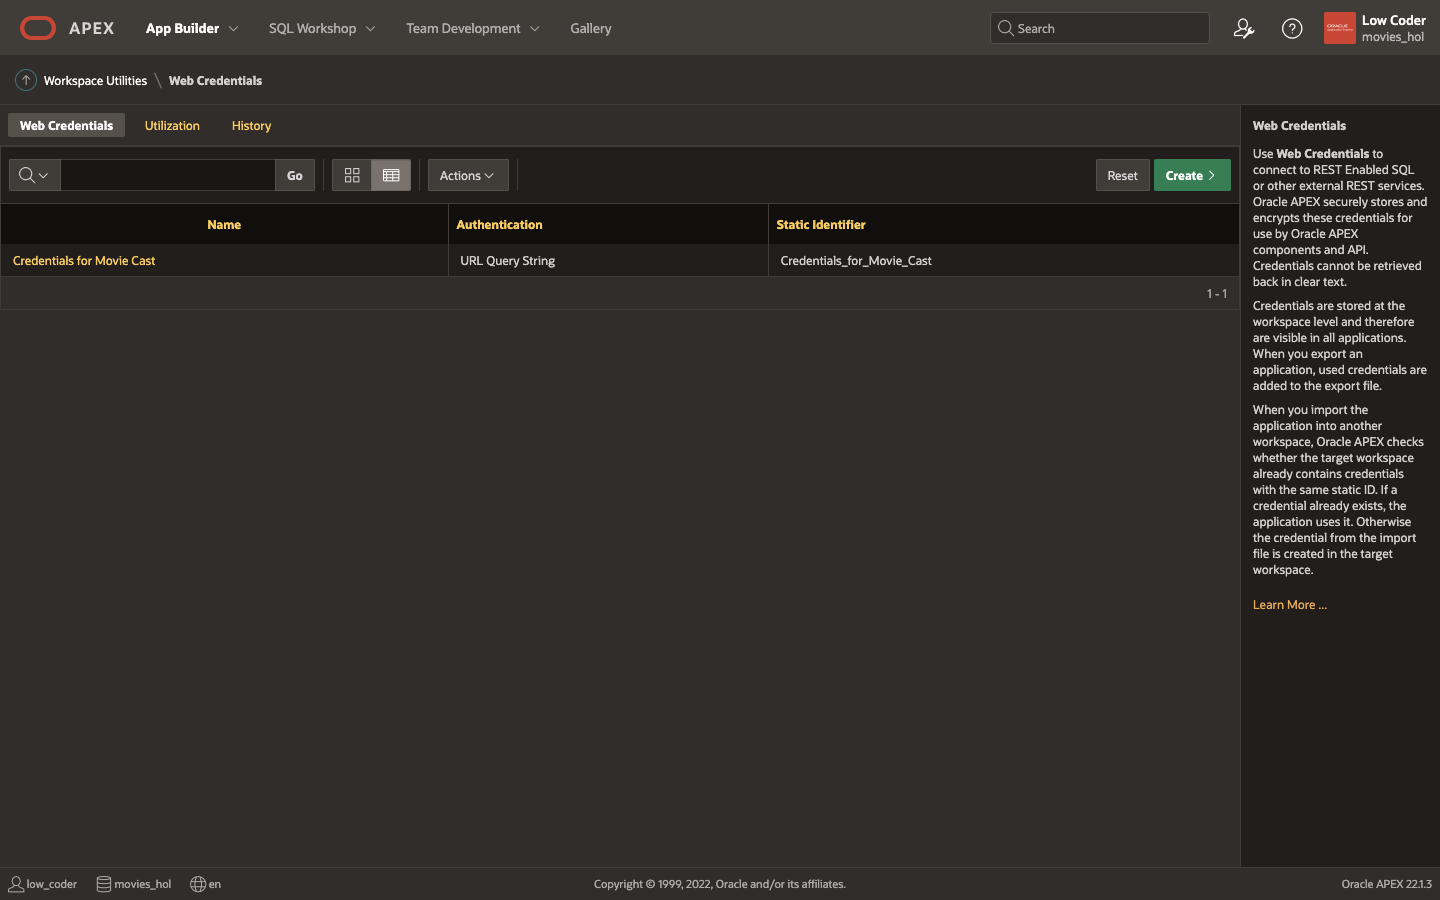 APEX
App Builder
SQL Workshop
Team Development
Gallery
Search
Low Coder
movies_hol
Workspace Utilities \ Web Credentials
Web Credentials
Utilization
History
Go
Actions
Reset
Create
Name
Authentication
Static Identifier
Credentials for Movie Cast
URL Query String
Credentials_for_Movie_Cast
1 - 1
Web Credentials
Use Web Credentials to
connect to REST Enabled SQL
or other external REST services.
Oracle APEX securely stores and
encrypts these credentials for
use by Oracle APEX
components and API.
Credentials cannot be retrieved
back in clear text.
Credentials are stored at the
workspace level and therefore
are visible in all applications.
When you export an
application, used credentials are
added to the export file.
When you import the
application into another
workspace, Oracle APEX checks
whether the target workspace
already contains credentials
with the same static ID. If a
credential already exists, the
application uses it. Otherwise
the credential from the import
file is created in the target
workspace.
Learn More ...
low_coder
movies_hol
en
Copyright © 1999, 2022, Oracle and/or its affiliates.
Oracle APEX 22.1.3